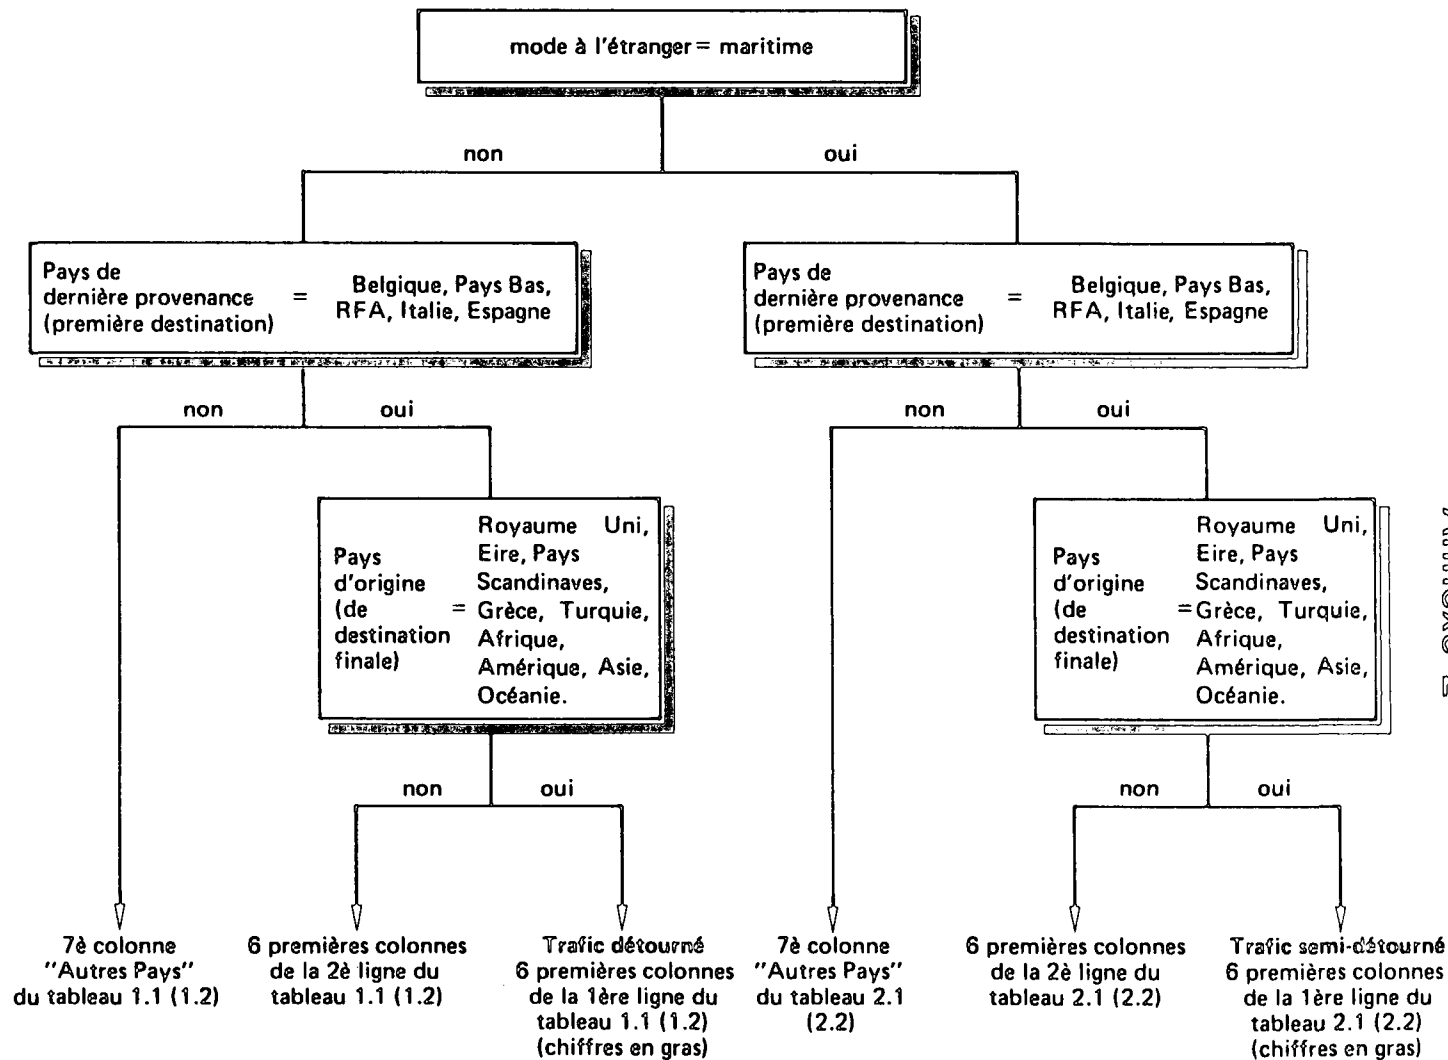 mode à l'étranger = maritime
non
oui
Pays de
dernière provenance
(première destination)
=
Belgique, Pays Bas,
RFA, Italie, Espagne
Pays de
dernière provenance
(première destination)
=
Belgique, Pays Bas,
RFA, Italie, Espagne
non
oui
non
oui
Pays
d'origine
(de
destination
finale)
=
Royaume Uni,
Eire, Pays
Scandinaves,
Grèce, Turquie,
Afrique,
Amérique, Asie,
Océanie.
Pays
d'origine
(de
destination
finale)
=
Royaume Uni,
Eire, Pays
Scandinaves,
Grèce, Turquie,
Afrique,
Amérique, Asie,
Océanie.
non
oui
non
oui
7è colonne
"Autres Pays"
du tableau 1.1 (1.2)
6 premières colonnes
de la 2è ligne du
tableau 1.1 (1.2)
Trafic détourné
6 premières colonnes
de la 1ère ligne du
tableau 1.1 (1.2)
(chiffres en gras)
7è colonne
"Autres Pays"
du tableau 2.1
(2.2)
6 premières colonnes
de la 2è ligne du
tableau 2.1 (2.2)
Trafic semi-détourné
6 premières colonnes
de la 1ère ligne du
tableau 2.1 (2.2)
(chiffres en gras)